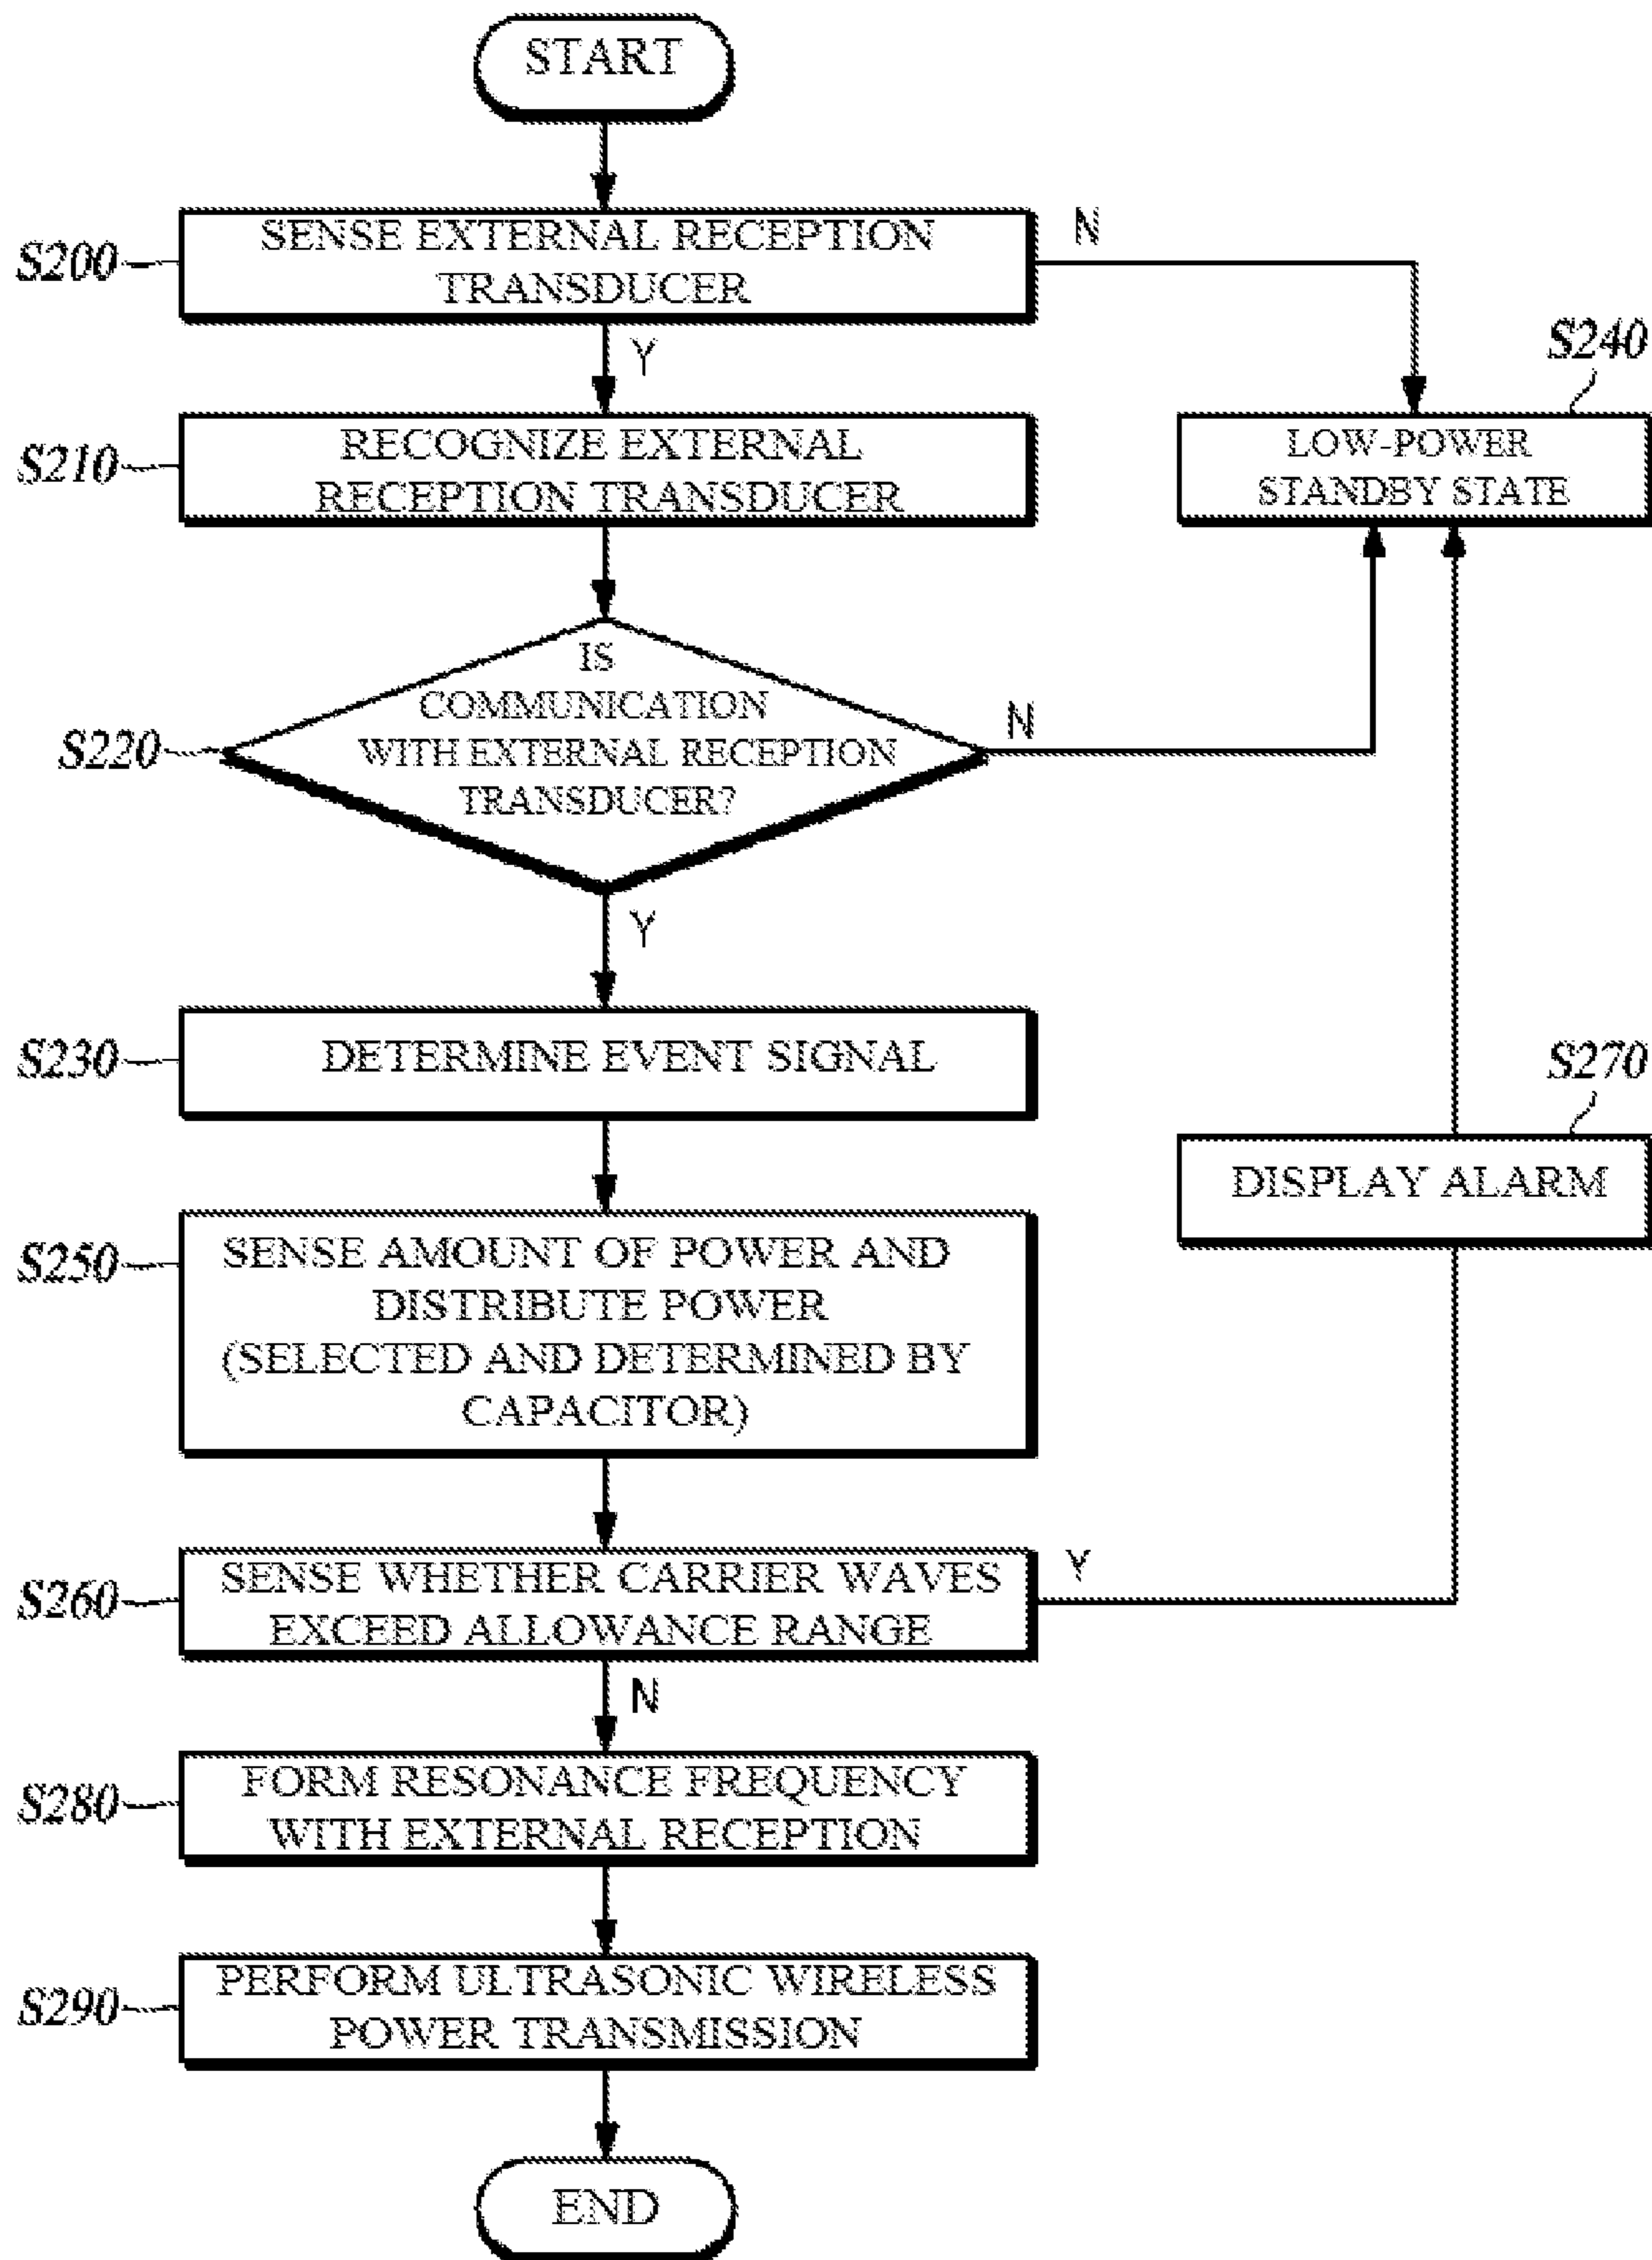 START
S200
SENSE EXTERNAL RECEPTION
TRANSDUCER
N
Y
S210
RECOGNIZE EXTERNAL
RECEPTION TRANSDUCER
S240
LOW-POWER
STANDBY STATE
S220
IS
COMMUNICATION
WITH EXTERNAL RECEPTION
TRANSDUCER?
N
Y
S230
DETERMINE EVENT SIGNAL
S270
DISPLAY ALARM
S250
SENSE AMOUNT OF POWER AND
DISTRIBUTE POWER
(SELECTED AND DETERMINED BY
CAPACITOR)
S260
SENSE WHETHER CARRIER WAVES
EXCEED ALLOWANCE RANGE
Y
N
S280
FORM RESONANCE FREQUENCY
WITH EXTERNAL RECEPTION
S290
PERFORM ULTRASONIC WIRELESS
POWER TRANSMISSION
END